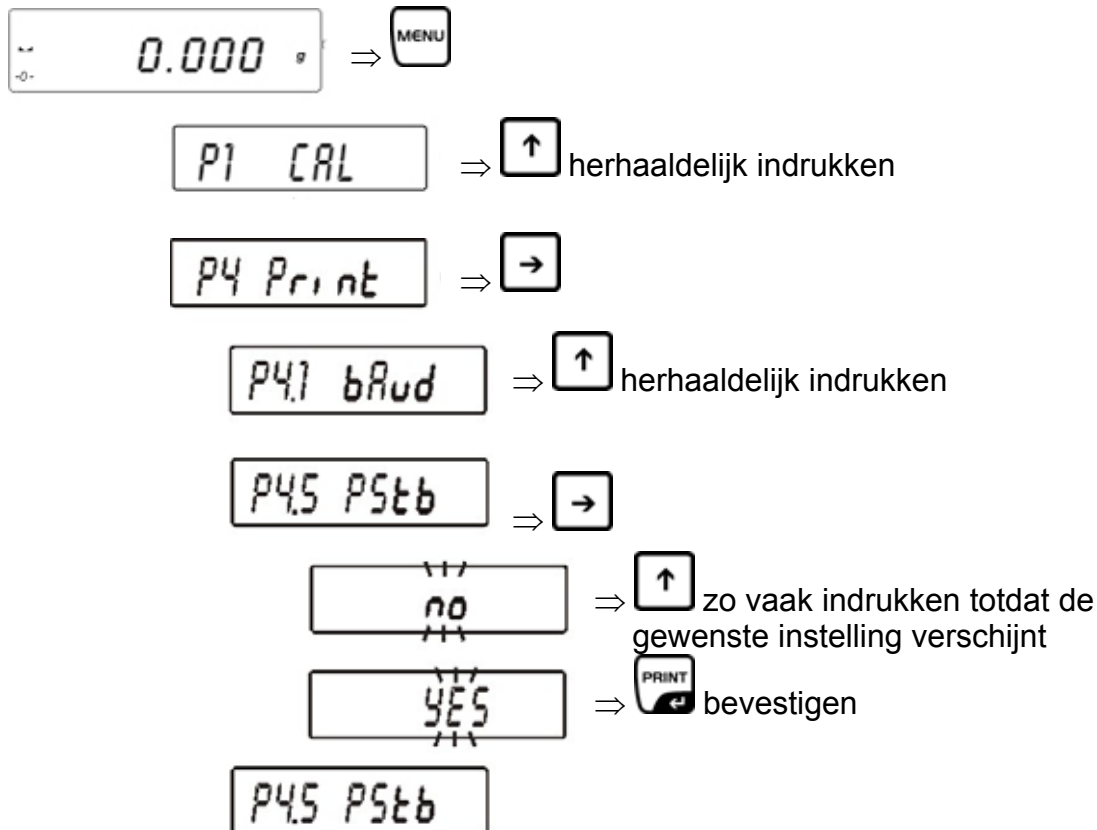 -0- 0.000 g ⇒ MENU
P1 CAL ⇒ ↑ herhaaldelijk indrukken
P4 Print ⇒ →
P4.1 bAud ⇒ ↑ herhaaldelijk indrukken
P4.5 PStb ⇒ →
no ⇒ ↑ zo vaak indrukken totdat de
gewenste instelling verschijnt
YES ⇒ PRINT bevestigen
P4.5 PStb